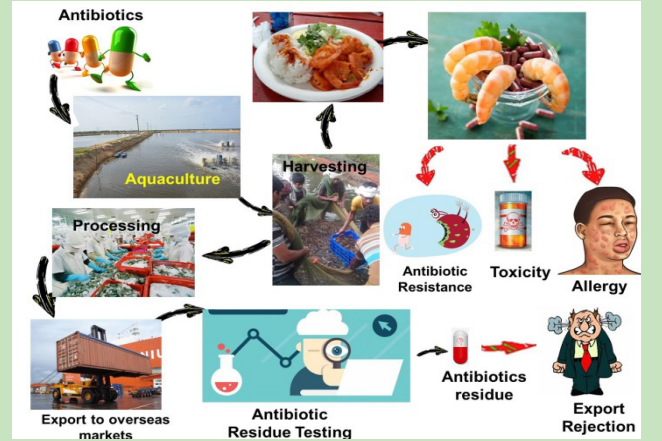 Antibiotics
Aquaculture
Harvesting
Processing
Antibiotic
Resistance
Toxicity
Allergy
Export to overseas
markets
Antibiotic
Residue Testing
Antibiotics
residue
Export
Rejection